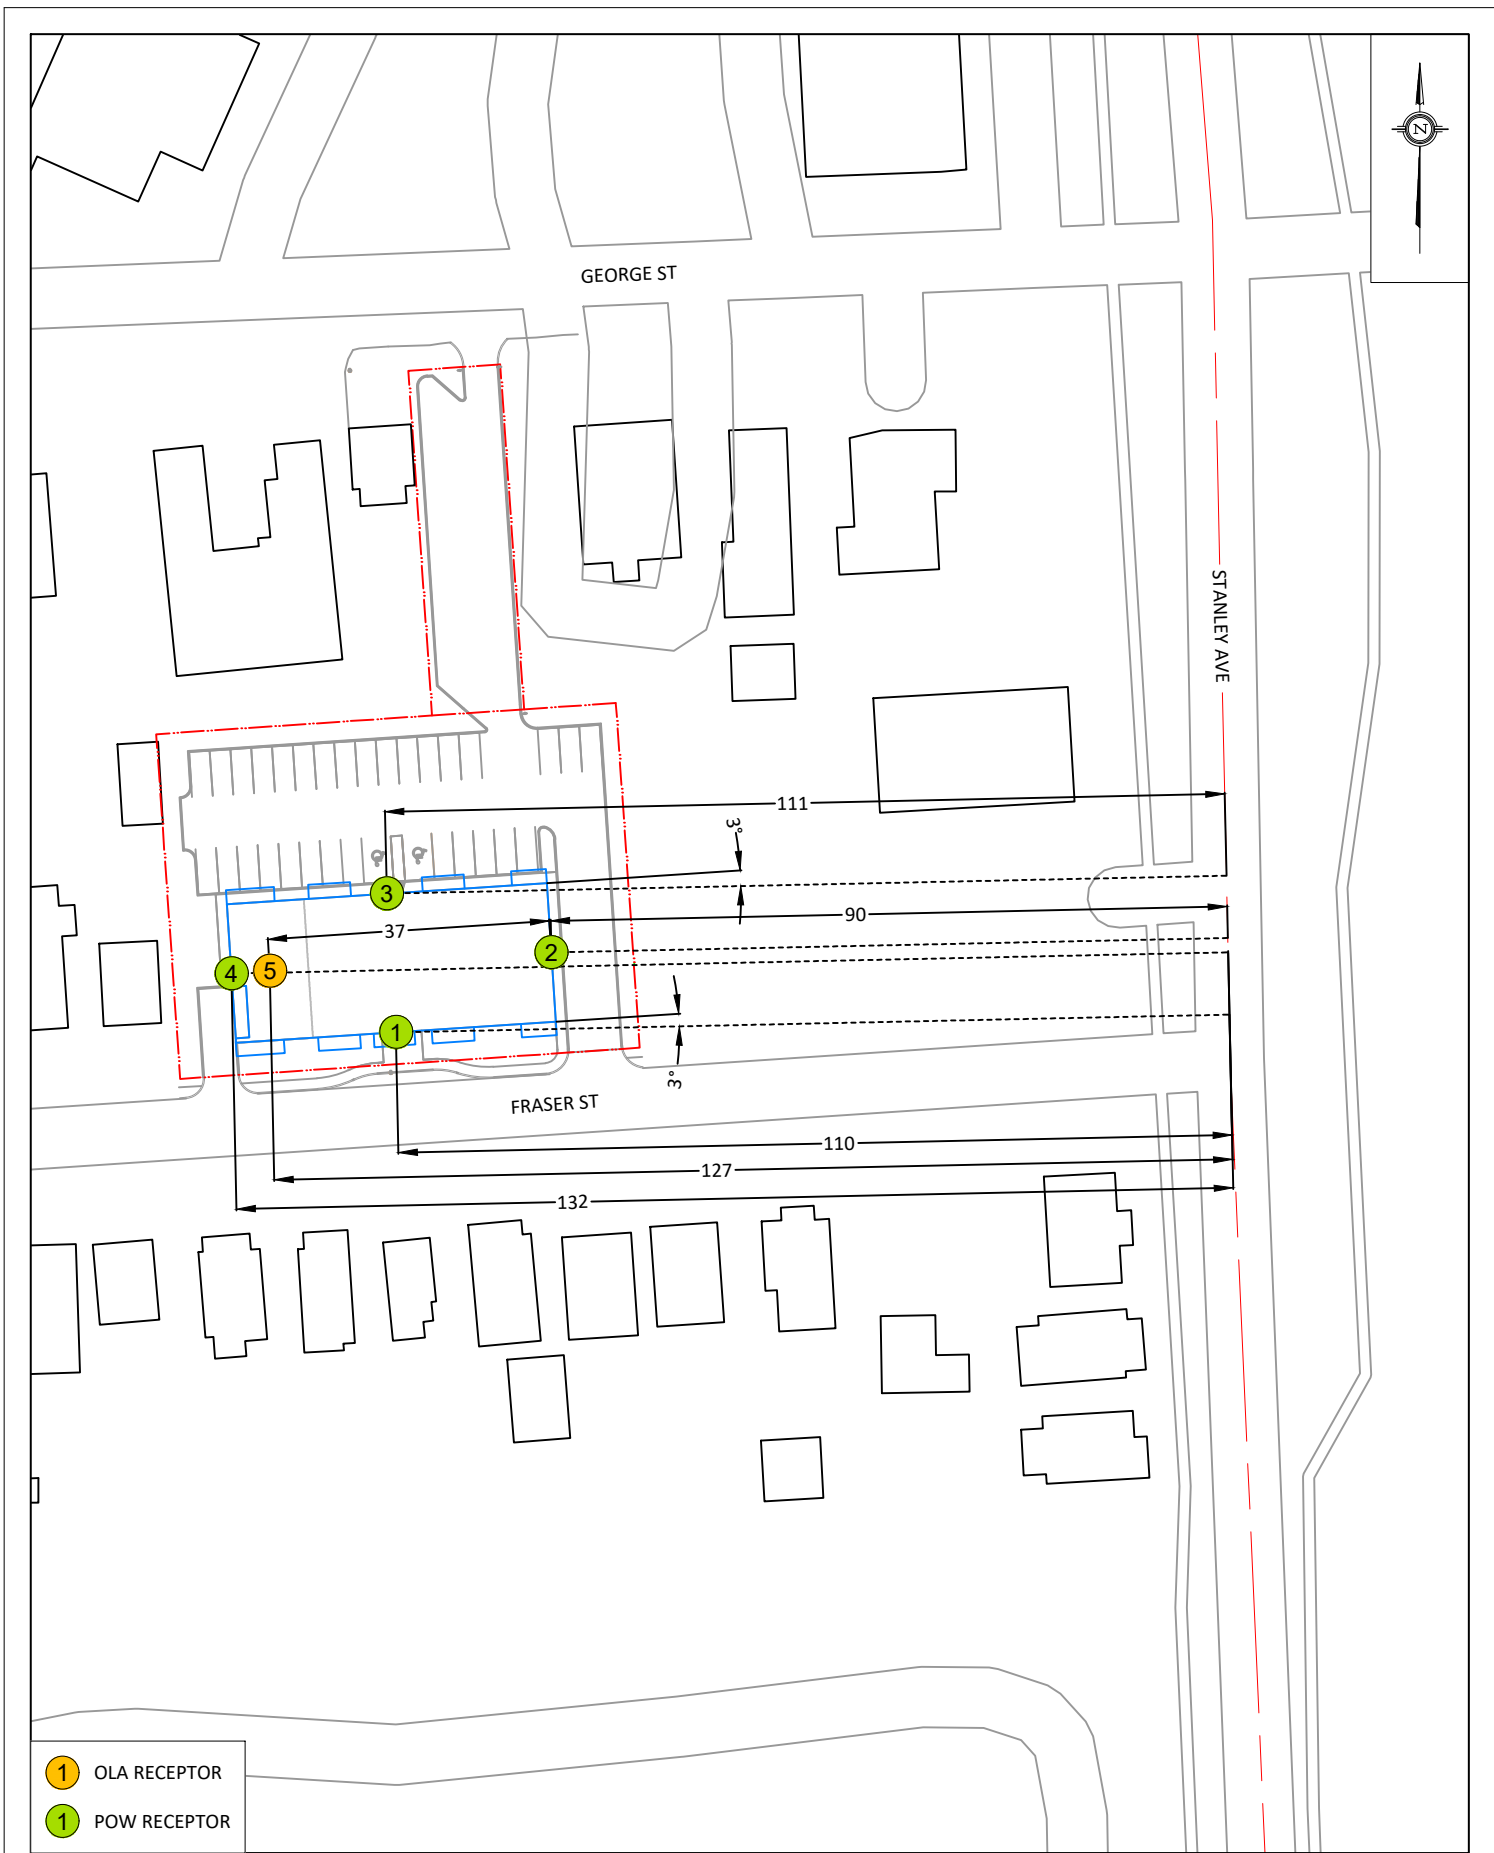 N
GEORGE ST
STANLEY AVE
111
3°
3
37
90
2
4
5
1
3°
FRASER ST
110
127
132
1 OLA RECEPTOR
1 POW RECEPTOR